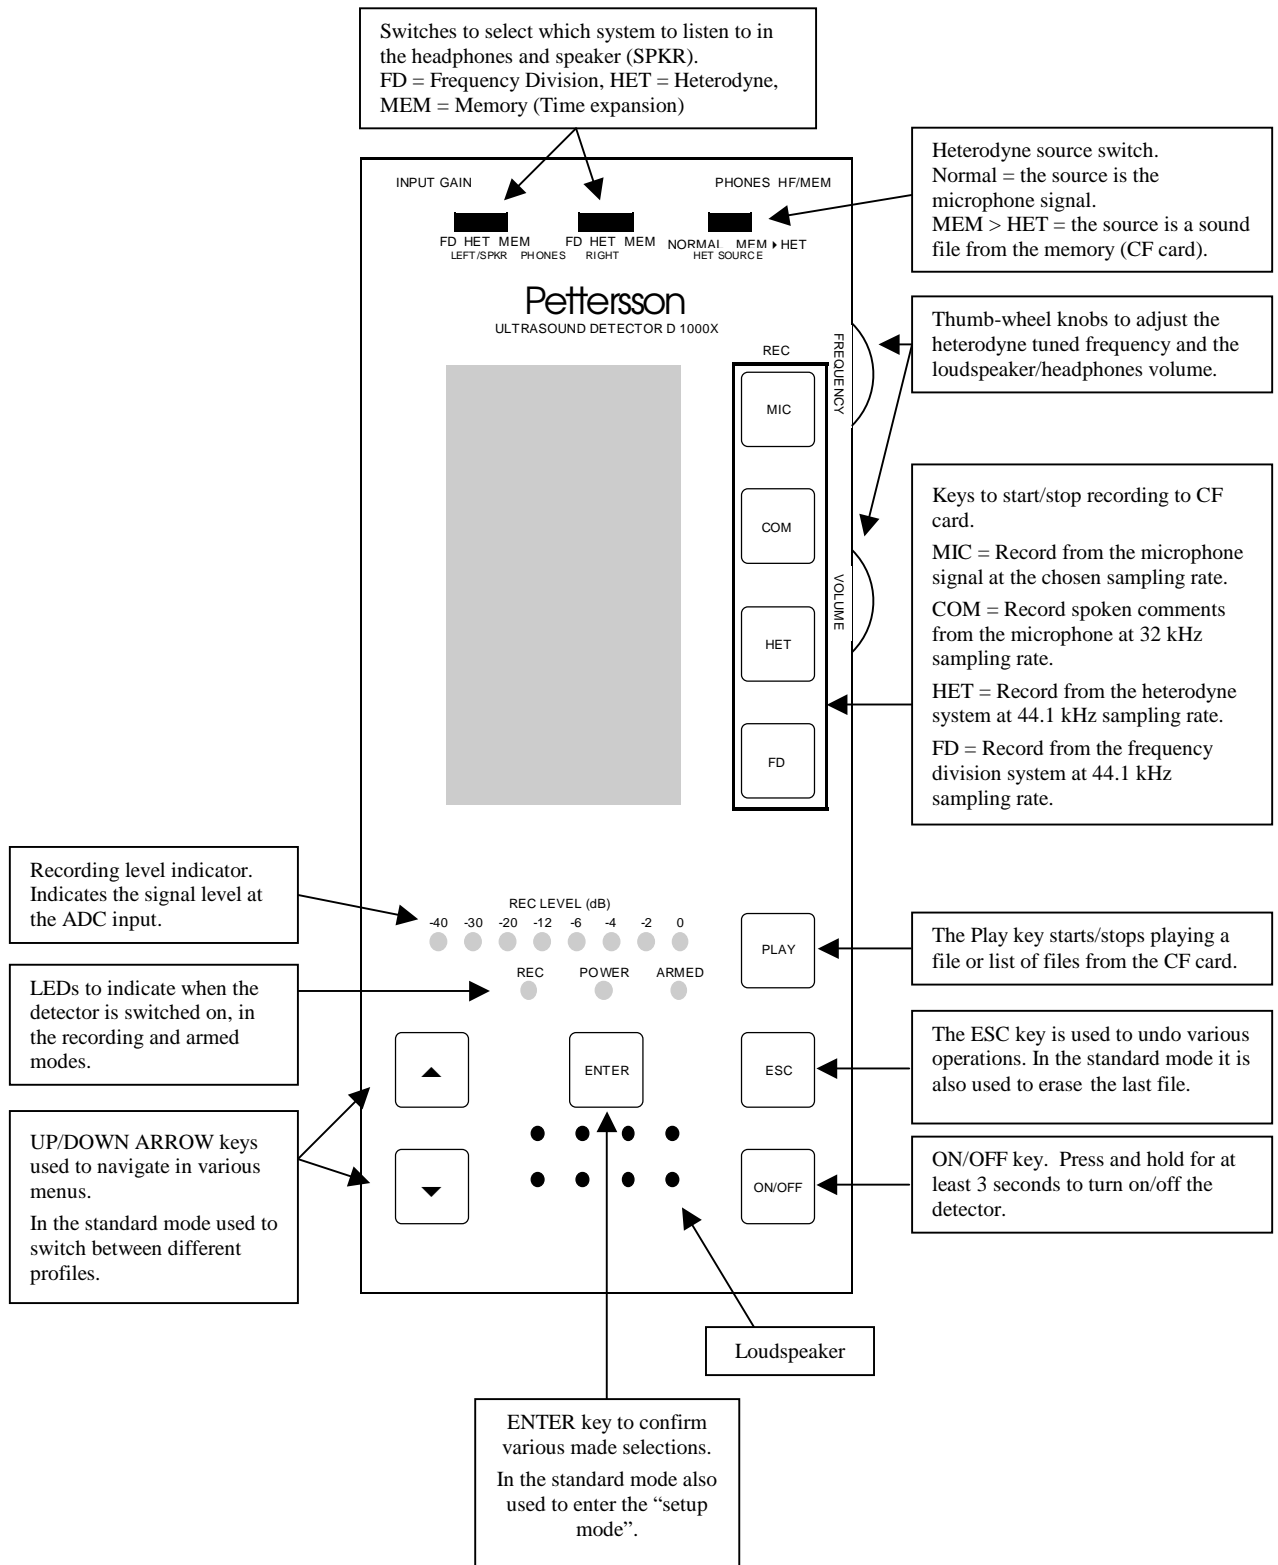 Switches to select which system to listen to in
the headphones and speaker (SPKR).
FD = Frequency Division, HET = Heterodyne,
MEM = Memory (Time expansion)
Heterodyne source switch.
Normal = the source is the
microphone signal.
MEM > HET = the source is a sound
file from the memory (CF card).
INPUT GAIN
PHONES HF/MEM
FD HET MEM
LEFT/SPKR
PHONES
FD HET MEM
RIGHT
NORMAL MEM▸HET
HET SOURCE
Pettersson
ULTRASOUND DETECTOR D 1000X
Thumb-wheel knobs to adjust the
heterodyne tuned frequency and the
loudspeaker/headphones volume.
FREQUENCY
VOLUME
REC
MIC
COM
HET
FD
Keys to start/stop recording to CF
card.
MIC = Record from the microphone
signal at the chosen sampling rate.
COM = Record spoken comments
from the microphone at 32 kHz
sampling rate.
HET = Record from the heterodyne
system at 44.1 kHz sampling rate.
FD = Record from the frequency
division system at 44.1 kHz
sampling rate.
Recording level indicator.
Indicates the signal level at
the ADC input.
REC LEVEL (dB)
-40 -30 -20 -12 -6 -4 -2 0
REC POWER ARMED
PLAY
The Play key starts/stops playing a
file or list of files from the CF card.
LEDs to indicate when the
detector is switched on, in
the recording and armed
modes.
ENTER
ESC
The ESC key is used to undo various
operations. In the standard mode it is
also used to erase the last file.
UP/DOWN ARROW keys
used to navigate in various
menus.
In the standard mode used to
switch between different
profiles.
ON/OFF
ON/OFF key. Press and hold for at
least 3 seconds to turn on/off the
detector.
Loudspeaker
ENTER key to confirm
various made selections.
In the standard mode also
used to enter the “setup
mode”.